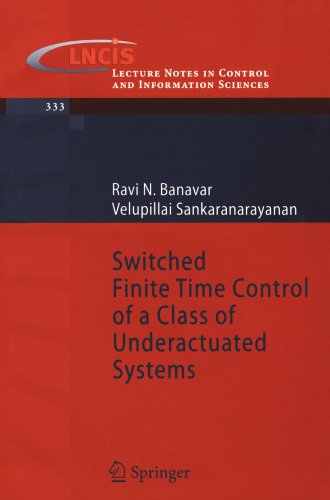 LNCIS
LECTURE NOTES IN CONTROL
AND INFORMATION SCIENCES
333
Ravi N. Banavar
Velupillai Sankaranarayanan
Switched
Finite Time Control
of a Class of
Underactuated
Systems
Springer